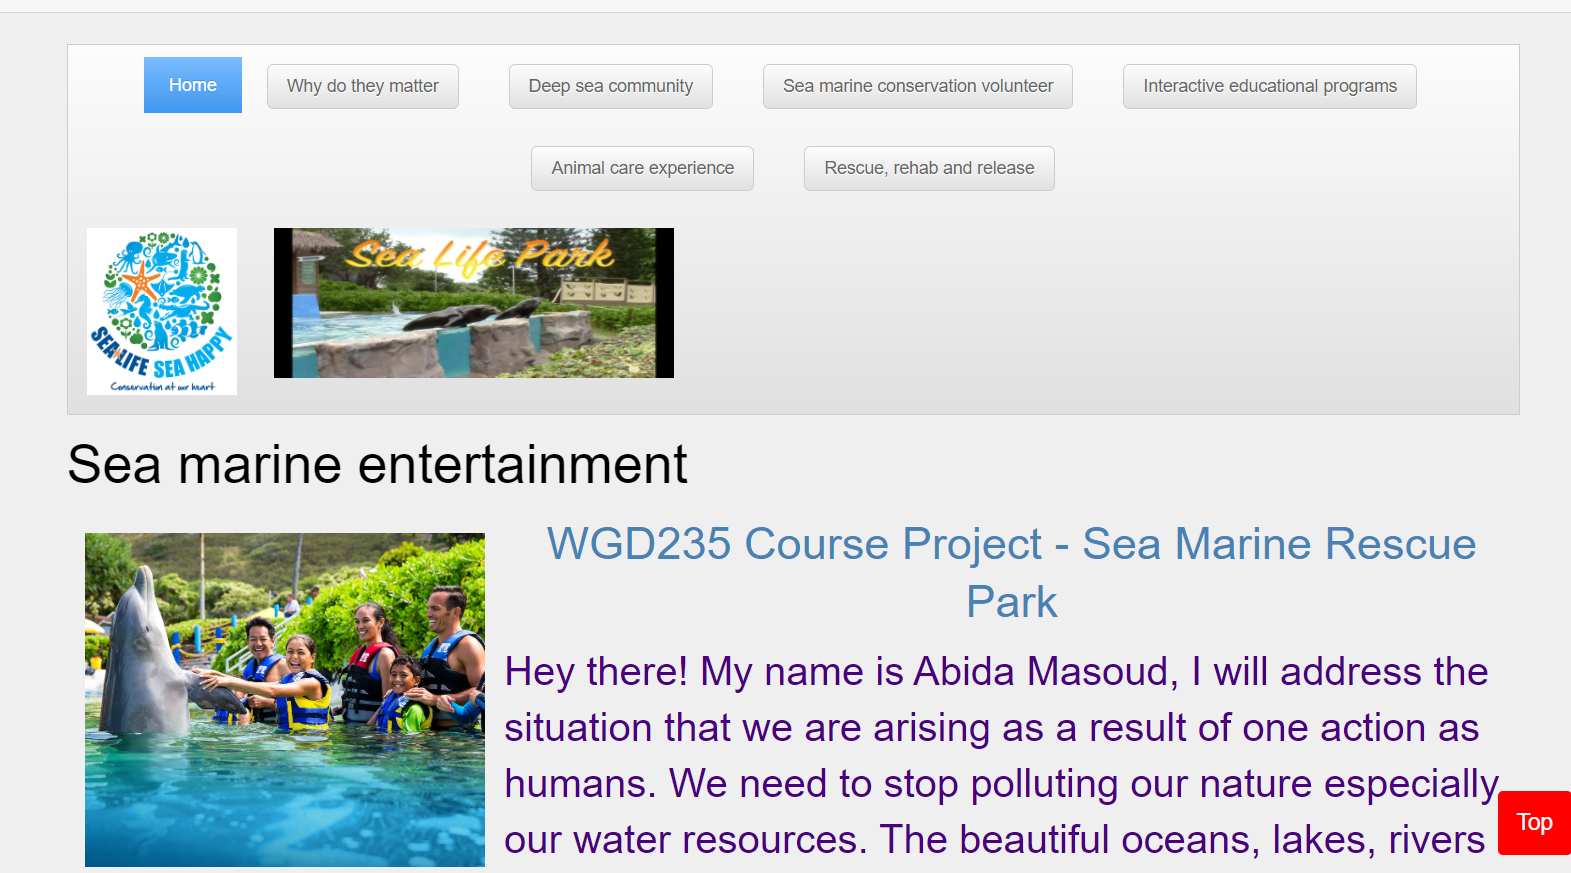 Home
Why do they matter
Deep sea community
Sea marine conservation volunteer
Interactive educational programs
Animal care experience
Rescue, rehab and release
SEA LIFE SEA HAPPY
Conservation at our heart
Sea Life Park
Sea marine entertainment
WGD235 Course Project - Sea Marine Rescue
Park
Hey there! My name is Abida Masoud, I will address the
situation that we are arising as a result of one action as
humans. We need to stop polluting our nature especially
our water resources. The beautiful oceans, lakes, rivers
Top